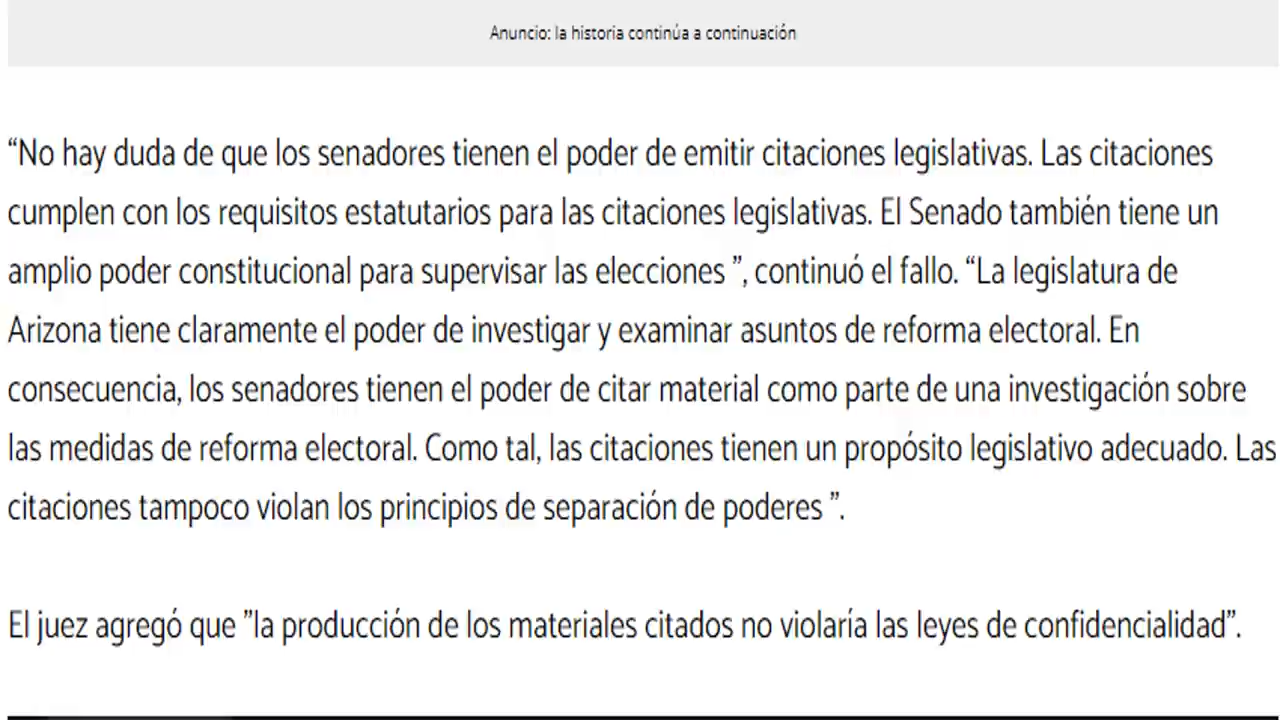 Anuncio: la historia continúa a continuación
“No hay duda de que los senadores tienen el poder de emitir citaciones legislativas. Las citaciones
cumplen con los requisitos estatutarios para las citaciones legislativas. El Senado también tiene un
amplio poder constitucional para supervisar las elecciones ”, continuó el fallo. “La legislatura de
Arizona tiene claramente el poder de investigar y examinar asuntos de reforma electoral. En
consecuencia, los senadores tienen el poder de citar material como parte de una investigación sobre
las medidas de reforma electoral. Como tal, las citaciones tienen un propósito legislativo adecuado. Las
citaciones tampoco violan los principios de separación de poderes ”.
El juez agregó que ”la producción de los materiales citados no violaría las leyes de confidencialidad”.